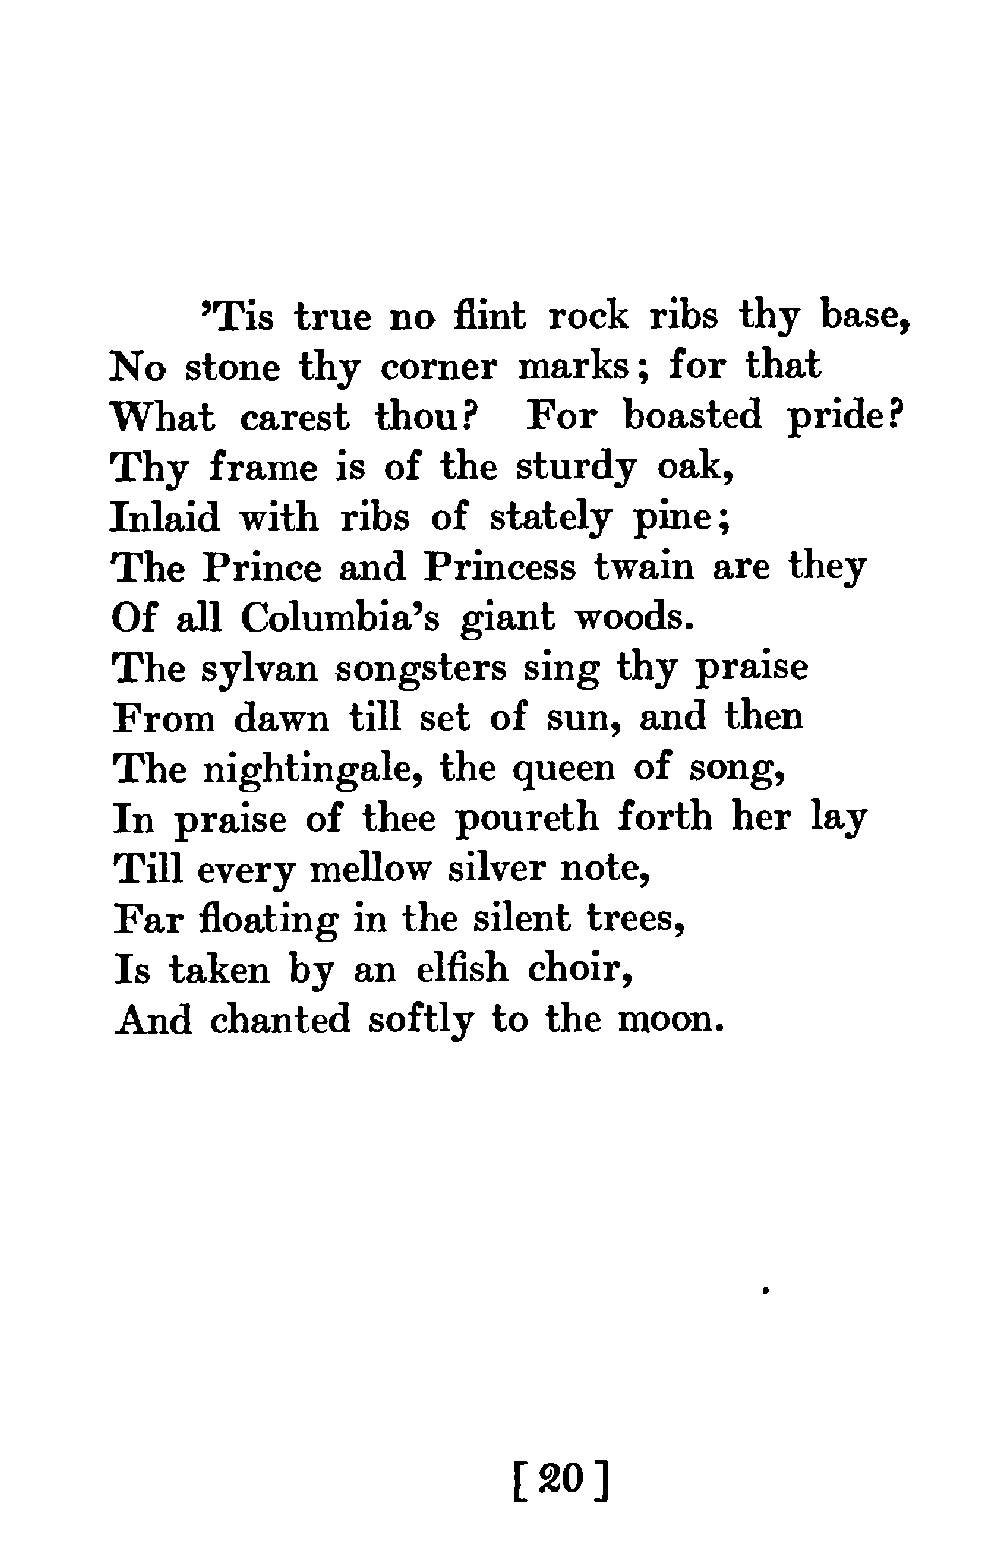 ’Tis true no flint rock ribs thy base,
No stone thy corner marks; for that
What carest thou? For boasted pride?
Thy frame is of the sturdy oak,
Inlaid with ribs of stately pine;
The Prince and Princess twain are they
Of all Columbia’s giant woods.
The sylvan songsters sing thy praise
From dawn till set of sun, and then
The nightingale, the queen of song,
In praise of thee poureth forth her lay
Till every mellow silver note,
Far floating in the silent trees,
Is taken by an elfish choir,
And chanted softly to the moon.
[20]